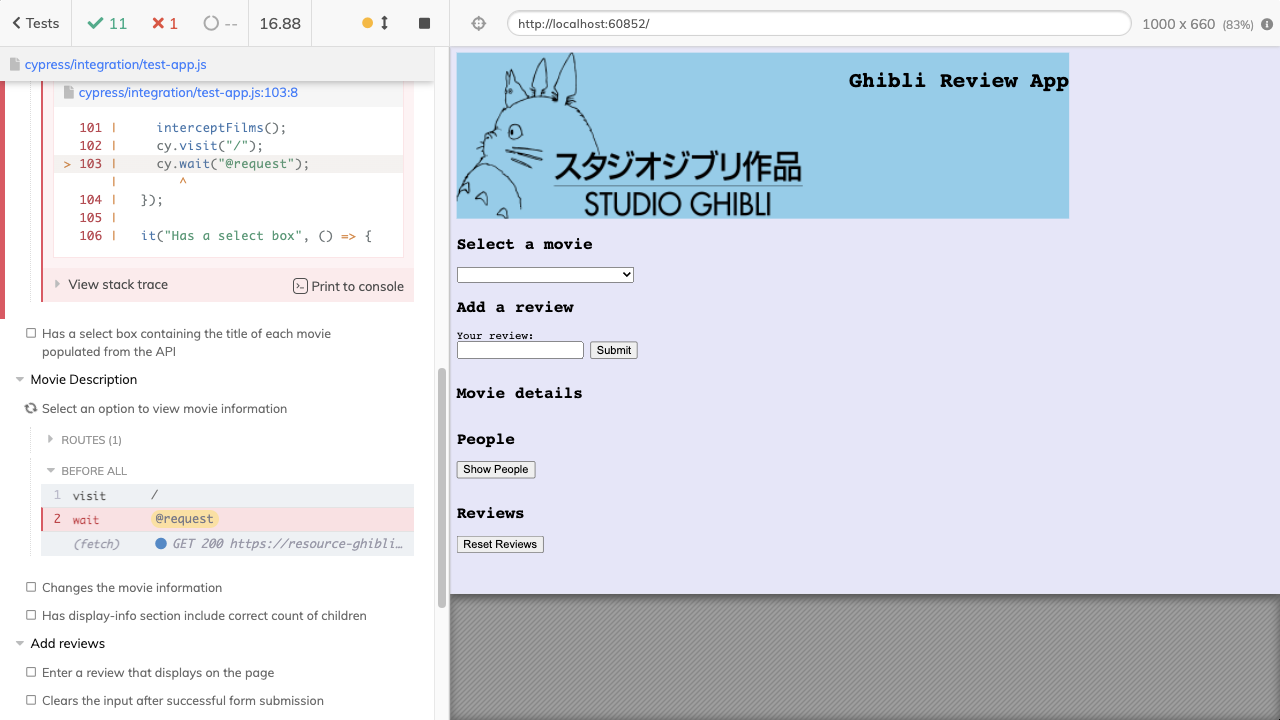 Tests
11
1
--
16.88
http://localhost:60852/
1000 x 660 (83%)
cypress/integration/test-app.js
cypress/integration/test-app.js:103:8
101 | interceptFilms();
102 | cy.visit("/");
> 103 | cy.wait("@request");
| ^
104 | });
105 |
106 | it("Has a select box", () => {
View stack trace
Print to console
Has a select box containing the title of each movie
populated from the API
Movie Description
Select an option to view movie information
ROUTES (1)
BEFORE ALL
1 visit /
2 wait @request
(fetch) GET 200 https://resource-ghibli…
Changes the movie information
Has display-info section include correct count of children
Add reviews
Enter a review that displays on the page
Clears the input after successful form submission
Ghibli Review App
スタジオジブリ作品
STUDIO GHIBLI
Select a movie
Add a review
Your review:
Submit
Movie details
People
Show People
Reviews
Reset Reviews